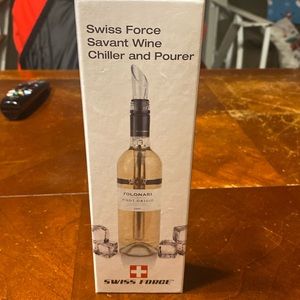 Swiss Force
Savant Wine
Chiller and Pourer
FOLONARI
PINOT GRIGIO
SWISS FORCE